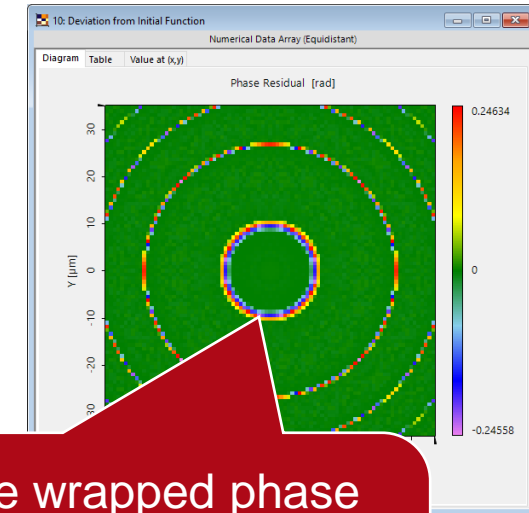 10: Deviation from Initial Function
Numerical Data Array (Equidistant)
Diagram Table Value at (x,y)
Phase Residual [rad]
0.24634
0
-0.24558
Y [µm]
30
20
10
0
-10
-20
wrapped phase